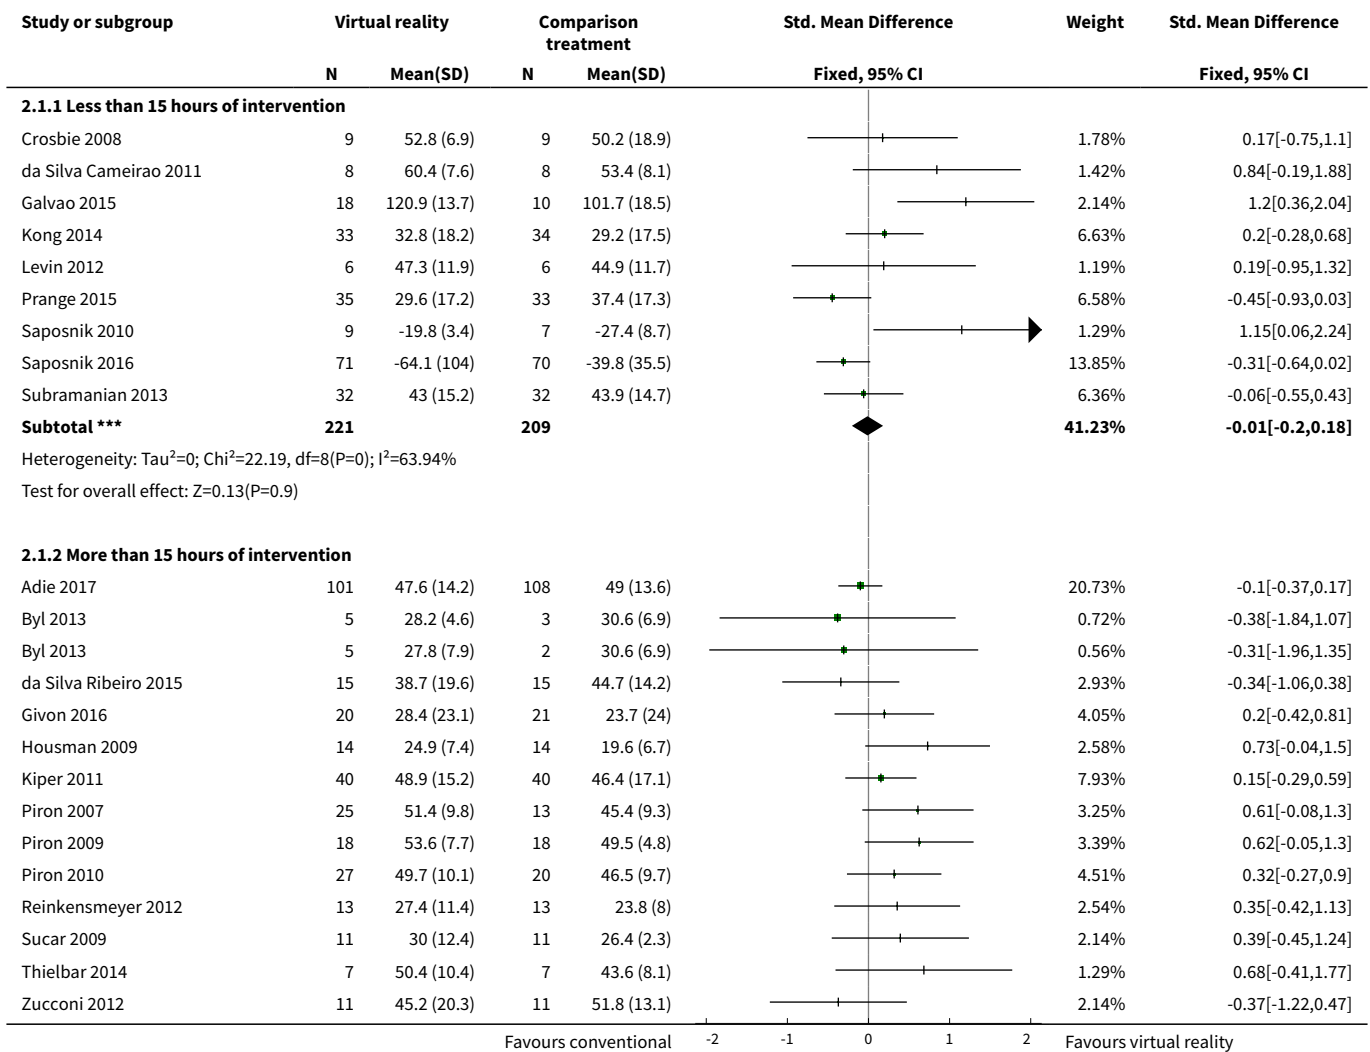 Study or subgroup Virtual reality Comparison treatment Std. Mean Difference Weight Std. Mean Difference
N Mean(SD) N Mean(SD) Fixed, 95% CI Fixed, 95% CI
2.1.1 Less than 15 hours of intervention
Crosbie 2008 9 52.8 (6.9) 9 50.2 (18.9) 1.78% 0.17[-0.75,1.1]
da Silva Cameirao 2011 8 60.4 (7.6) 8 53.4 (8.1) 1.42% 0.84[-0.19,1.88]
Galvao 2015 18 120.9 (13.7) 10 101.7 (18.5) 2.14% 1.2[0.36,2.04]
Kong 2014 33 32.8 (18.2) 34 29.2 (17.5) 6.63% 0.2[-0.28,0.68]
Levin 2012 6 47.3 (11.9) 6 44.9 (11.7) 1.19% 0.19[-0.95,1.32]
Prange 2015 35 29.6 (17.2) 33 37.4 (17.3) 6.58% -0.45[-0.93,0.03]
Saposnik 2010 9 -19.8 (3.4) 7 -27.4 (8.7) 1.29% 1.15[0.06,2.24]
Saposnik 2016 71 -64.1 (104) 70 -39.8 (35.5) 13.85% -0.31[-0.64,0.02]
Subramanian 2013 32 43 (15.2) 32 43.9 (14.7) 6.36% -0.06[-0.55,0.43]
Subtotal *** 221 209 41.23% -0.01[-0.2,0.18]
Heterogeneity: Tau²=0; Chi²=22.19, df=8(P=0); I²=63.94%
Test for overall effect: Z=0.13(P=0.9)
2.1.2 More than 15 hours of intervention
Adie 2017 101 47.6 (14.2) 108 49 (13.6) 20.73% -0.1[-0.37,0.17]
Byl 2013 5 28.2 (4.6) 3 30.6 (6.9) 0.72% -0.38[-1.84,1.07]
Byl 2013 5 27.8 (7.9) 2 30.6 (6.9) 0.56% -0.31[-1.96,1.35]
da Silva Ribeiro 2015 15 38.7 (19.6) 15 44.7 (14.2) 2.93% -0.34[-1.06,0.38]
Givon 2016 20 28.4 (23.1) 21 23.7 (24) 4.05% 0.2[-0.42,0.81]
Housman 2009 14 24.9 (7.4) 14 19.6 (6.7) 2.58% 0.73[-0.04,1.5]
Kiper 2011 40 48.9 (15.2) 40 46.4 (17.1) 7.93% 0.15[-0.29,0.59]
Piron 2007 25 51.4 (9.8) 13 45.4 (9.3) 3.25% 0.61[-0.08,1.3]
Piron 2009 18 53.6 (7.7) 18 49.5 (4.8) 3.39% 0.62[-0.05,1.3]
Piron 2010 27 49.7 (10.1) 20 46.5 (9.7) 4.51% 0.32[-0.27,0.9]
Reinkensmeyer 2012 13 27.4 (11.4) 13 23.8 (8) 2.54% 0.35[-0.42,1.13]
Sucar 2009 11 30 (12.4) 11 26.4 (2.3) 2.14% 0.39[-0.45,1.24]
Thielbar 2014 7 50.4 (10.4) 7 43.6 (8.1) 1.29% 0.68[-0.41,1.77]
Zucconi 2012 11 45.2 (20.3) 11 51.8 (13.1) 2.14% -0.37[-1.22,0.47]
Favours conventional -2 -1 0 1 2 Favours virtual reality